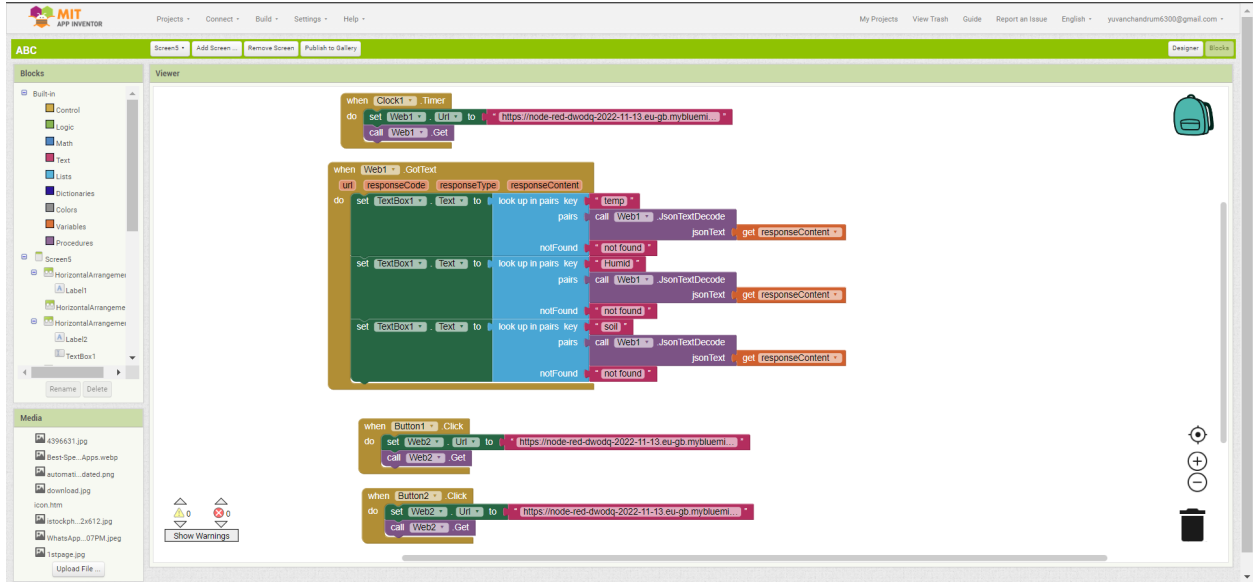 MIT
APP INVENTOR
Projects Connect Build Settings Help
My Projects View Trash Guide Report an Issue English yuvanchandrum6300@gmail.com
ABC
Screen5 Add Screen ... Remove Screen Publish to Gallery
Designer Blocks
Blocks
Built-in
Control
Logic
Math
Text
Lists
Dictionaries
Colors
Variables
Procedures
Screen5
HorizontalArrangemer
Label1
HorizontalArrangeme
HorizontalArrangemer
Label2
TextBox1
Rename Delete
Media
4396631.jpg
Best-Spe...Apps.webp
automati...dated.png
download.jpg
icon.htm
istockph...2x612.jpg
WhatsApp...07PM.jpeg
1stpage.jpg
Upload File ...
Viewer
when Clock1 .Timer
do set Web1 . Url to " https://node-red-dwodq-2022-11-13.eu-gb.mybluemi... "
call Web1 .Get
when Web1 .GotText
url responseCode responseType responseContent
do set TextBox1 . Text to look up in pairs key " temp "
pairs call Web1 .JsonTextDecode
jsonText get responseContent
notFound " not found "
set TextBox1 . Text to look up in pairs key " Humid "
pairs call Web1 .JsonTextDecode
jsonText get responseContent
notFound " not found "
set TextBox1 . Text to look up in pairs key " soil "
pairs call Web1 .JsonTextDecode
jsonText get responseContent
notFound " not found "
when Button1 .Click
do set Web2 . Url to " https://node-red-dwodq-2022-11-13.eu-gb.mybluemi... "
call Web2 .Get
when Button2 .Click
do set Web2 . Url to " https://node-red-dwodq-2022-11-13.eu-gb.mybluemi... "
call Web2 .Get
0 0
Show Warnings